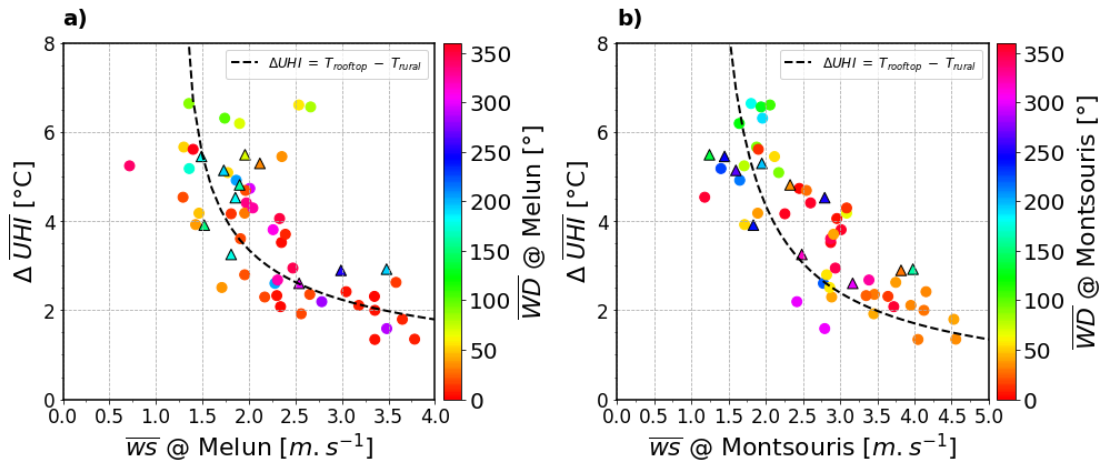 a)
8
6
4
2
0
Δ UHI [°C]
0.0 0.5 1.0 1.5 2.0 2.5 3.0 3.5 4.0
ws @ Melun [m.s⁻¹]
ΔUHI = T_rooftop − T_rural
350
300
250
200
150
100
50
0
WD @ Melun [°]
b)
8
6
4
2
0
Δ UHI [°C]
0.0 0.5 1.0 1.5 2.0 2.5 3.0 3.5 4.0 4.5 5.0
ws @ Montsouris [m.s⁻¹]
ΔUHI = T_rooftop − T_rural
350
300
250
200
150
100
50
0
WD @ Montsouris [°]